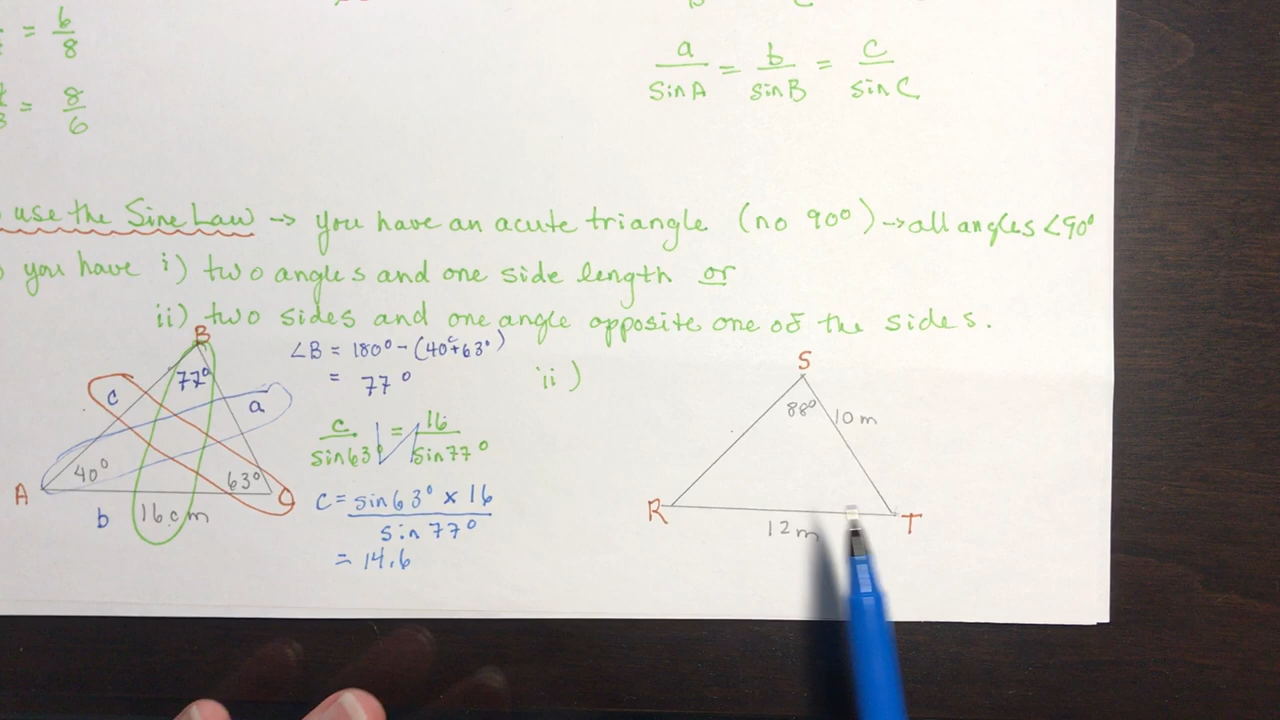 = 6/8
= 8/6
a/sinA = b/sinB = c/sinC
use the Sine Law → you have an acute triangle (no 90°) → all angles <90°
you have i) two angles and one side length or
ii) two sides and one angle opposite one of the sides.
B
77°
c
a
40°
63°
A
C
b
16cm
∠B = 180° - (40°+63°)
= 77°
c/sin63° = 16/sin77°
c = sin63° x 16/sin 77°
= 14.6
ii)
S
88°
10m
R
T
12m